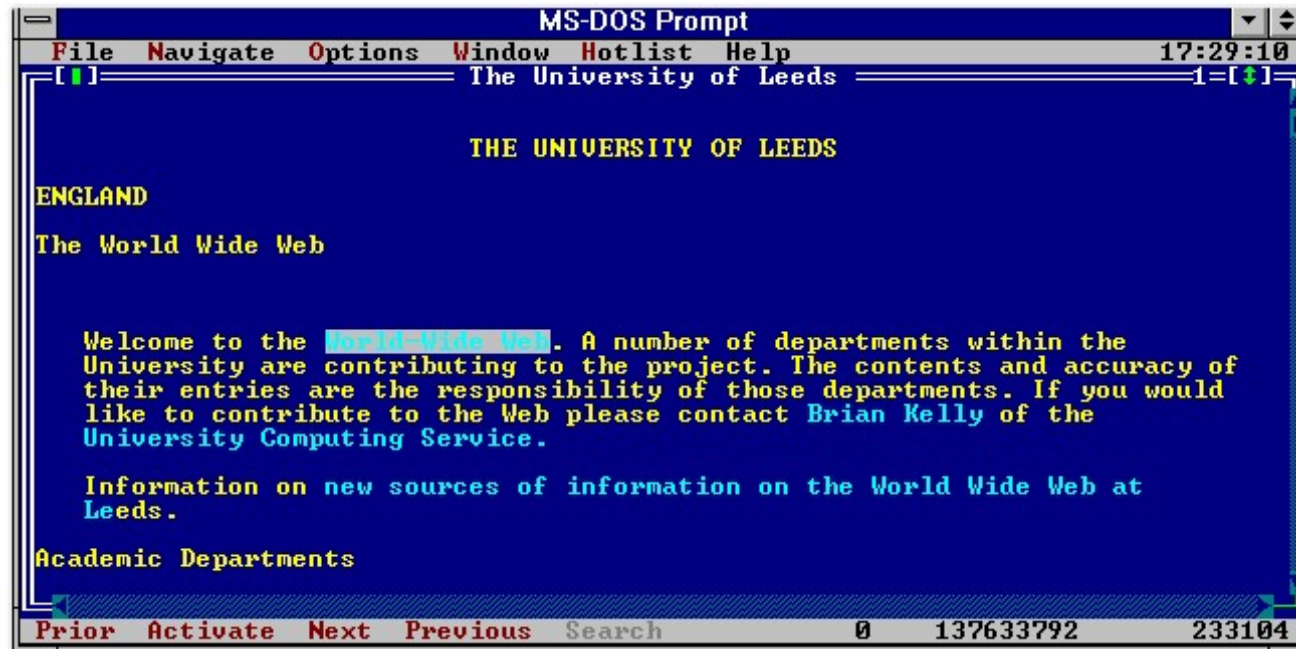 MS-DOS Prompt
File Navigate Options Window Hotlist Help 17:29:10
The University of Leeds 1
THE UNIVERSITY OF LEEDS
ENGLAND
The World Wide Web
Welcome to the World-Wide Web. A number of departments within the
University are contributing to the project. The contents and accuracy of
their entries are the responsibility of those departments. If you would
like to contribute to the Web please contact Brian Kelly of the
University Computing Service.
Information on new sources of information on the World Wide Web at
Leeds.
Academic Departments
Prior Activate Next Previous Search 0 137633792 233104